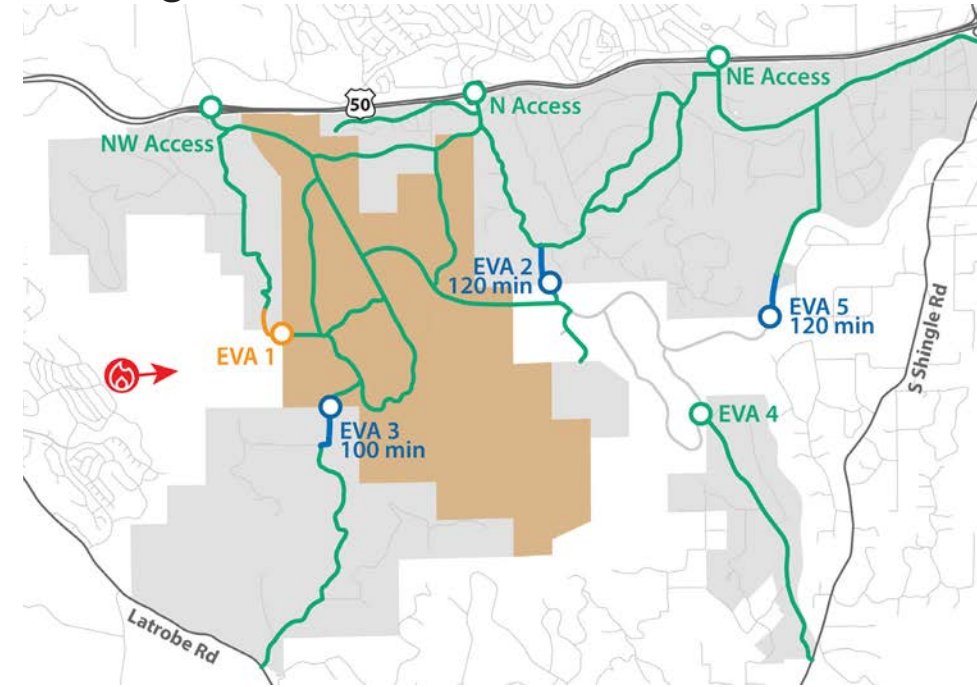 50
NE Access
N Access
NW Access
EVA 2
120 min
EVA 5
120 min
EVA 1
S Shingle Rd
EVA 4
EVA 3
100 min
Latrobe Rd